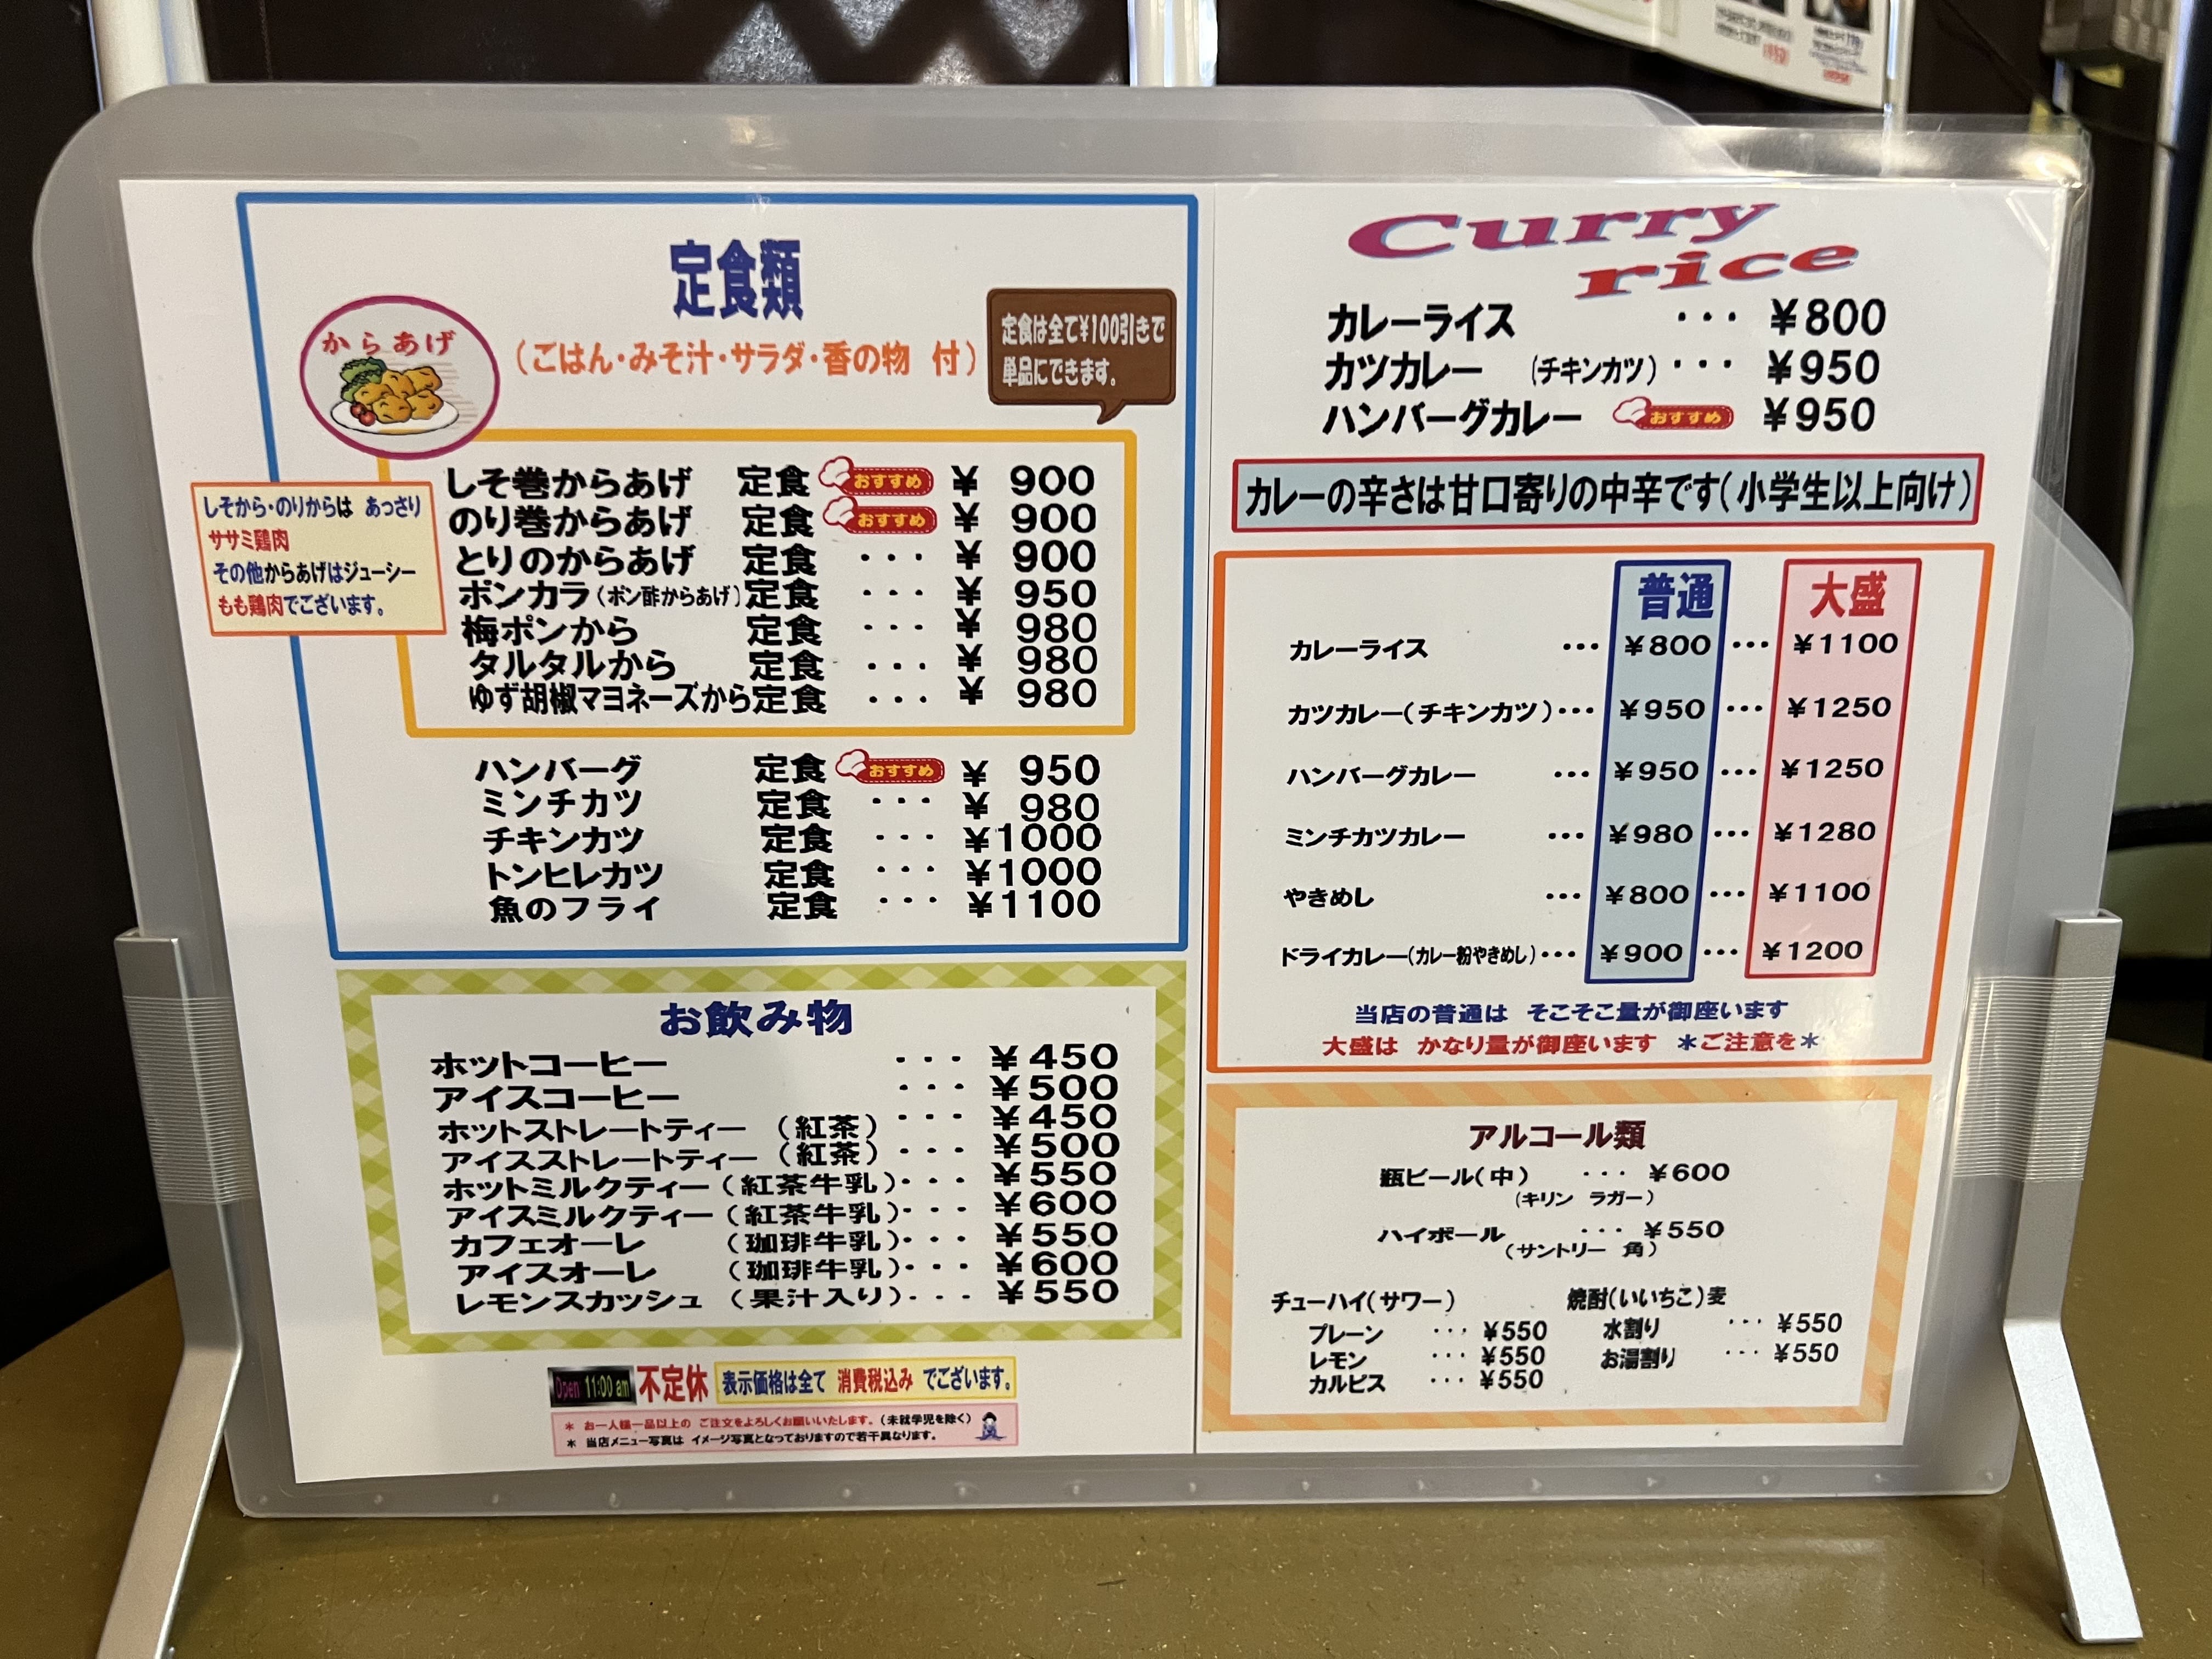 定食類
からあげ
（ごはん・みそ汁・サラダ・香の物 付）
定食は全て¥100引きで
単品にできます。
しそから・のりからは あっさり
ササミ鶏肉
その他からあげはジューシー
もも鶏肉でございます。
しそ巻からあげ 定食 おすすめ ¥ 900
のり巻からあげ 定食 おすすめ ¥ 900
とりのからあげ 定食 ･･･ ¥ 900
ポンカラ（ポン酢からあげ）定食 ･･･ ¥ 950
梅ポンから 定食 ･･･ ¥ 980
タルタルから 定食 ･･･ ¥ 980
ゆず胡椒マヨネーズから定食 ･･･ ¥ 980
ハンバーグ 定食 おすすめ ¥ 950
ミンチカツ 定食 ･･･ ¥ 980
チキンカツ 定食 ･･･ ¥1000
トンヒレカツ 定食 ･･･ ¥1000
魚のフライ 定食 ･･･ ¥1100
お飲み物
ホットコーヒー ･･･ ¥450
アイスコーヒー ･･･ ¥500
ホットストレートティー（紅茶）･･･ ¥450
アイスストレートティー（紅茶）･･･ ¥500
ホットミルクティー（紅茶牛乳）･･･ ¥550
アイスミルクティー（紅茶牛乳）･･･ ¥600
カフェオーレ（珈琲牛乳）･･･ ¥550
アイスオーレ（珈琲牛乳）･･･ ¥600
レモンスカッシュ（果汁入り）･･･ ¥550
Open 11:00 am 不定休 表示価格は全て 消費税込み でございます。
＊ お一人様一品以上の ご注文をよろしくお願いいたします。（未就学児を除く）
＊ 当店メニュー写真は イメージ写真となっておりますので若干異なります。
Curry
rice
カレーライス ･･･ ¥800
カツカレー （チキンカツ）･･･ ¥950
ハンバーグカレー おすすめ ¥950
カレーの辛さは甘口寄りの中辛です（小学生以上向け）
普通 大盛
カレーライス ･･･ ¥800 ･･･ ¥1100
カツカレー（チキンカツ）･･･ ¥950 ･･･ ¥1250
ハンバーグカレー ･･･ ¥950 ･･･ ¥1250
ミンチカツカレー ･･･ ¥980 ･･･ ¥1280
やきめし ･･･ ¥800 ･･･ ¥1100
ドライカレー（カレー粉やきめし）･･･ ¥900 ･･･ ¥1200
当店の普通は そこそこ量が御座います
大盛は かなり量が御座います ＊ご注意を＊
アルコール類
瓶ビール（中） ･･･ ¥600
（キリン ラガー）
ハイボール ･･･ ¥550
（サントリー 角）
チューハイ（サワー）
プレーン ･･･ ¥550
レモン ･･･ ¥550
カルピス ･･･ ¥550
焼酎（いいちこ）麦
水割り ･･･ ¥550
お湯割り ･･･ ¥550